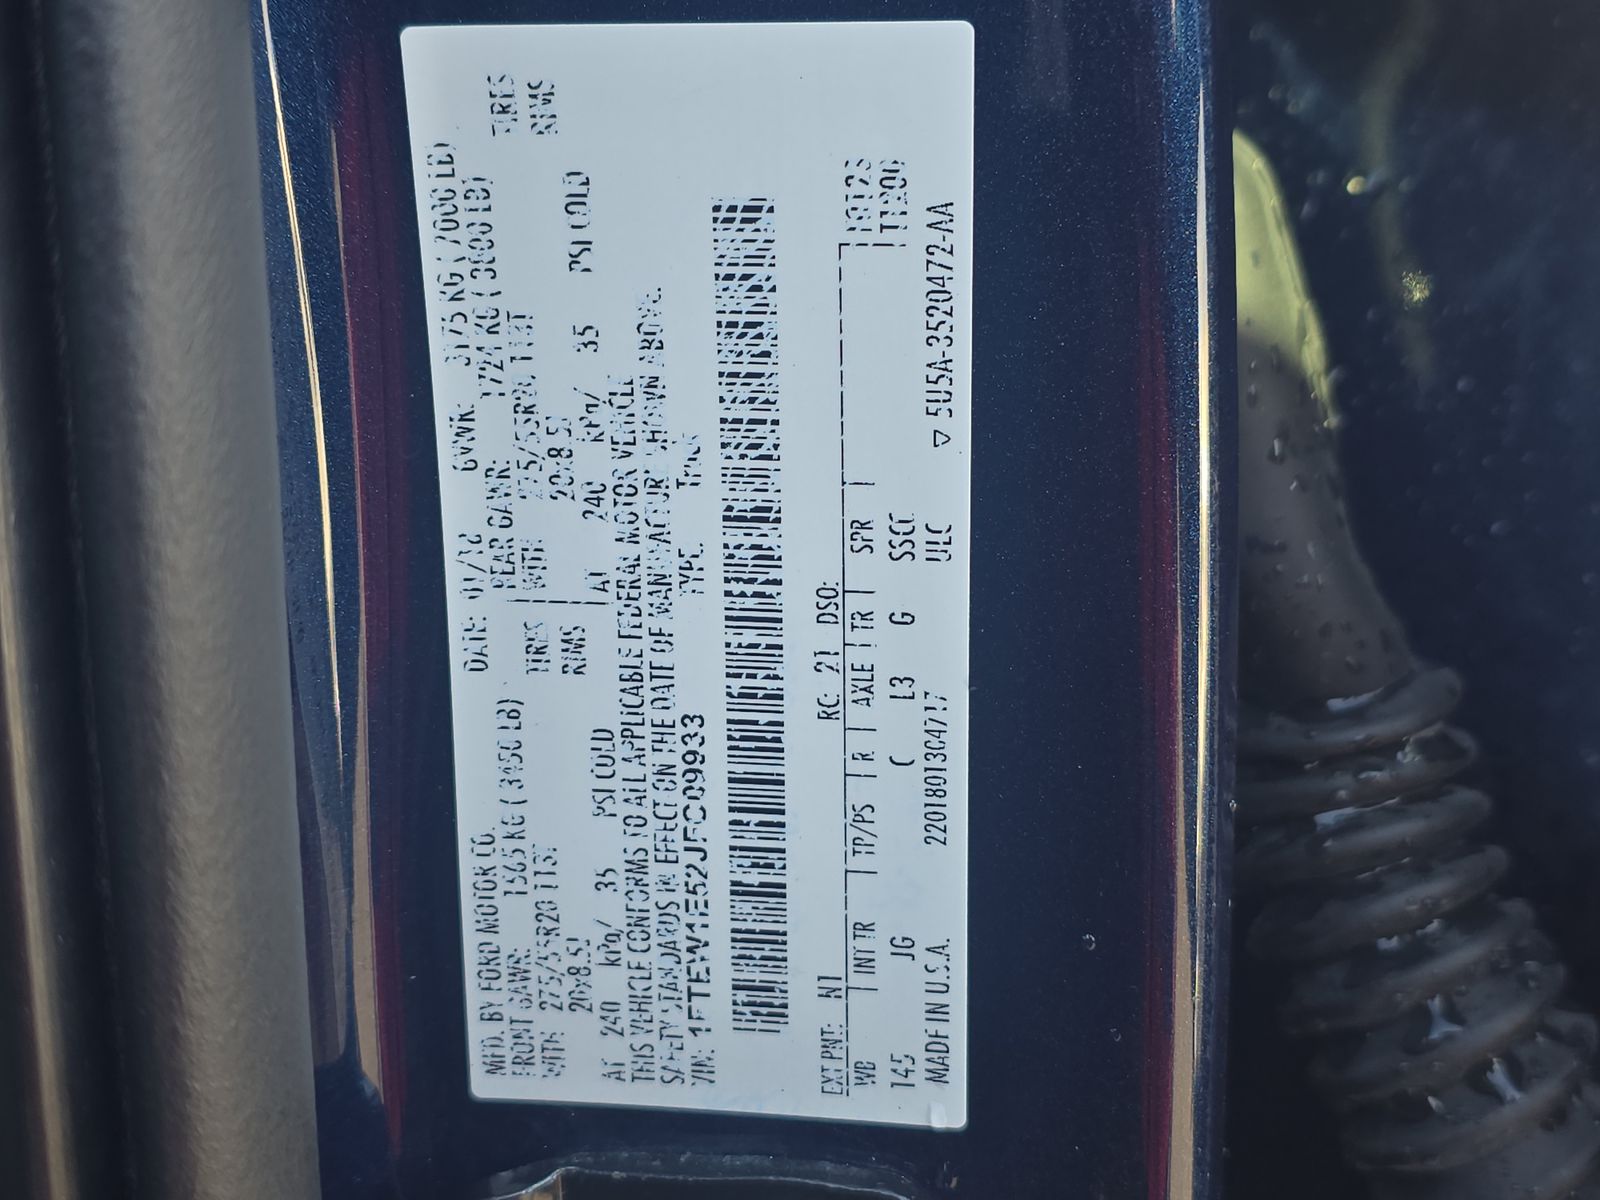 MFD. BY FORD MOTOR CO. DATE: 01/18 GVWR: 3175 KG ( 7000 LB)
FRONT GAWR: 1565 KG ( 3450 LB) REAR GAWR: 1724 KG ( 3800 LB)
WITH 275/55R20 113T TIRES WITH 275/55R20 113T TIRES
20x8.5J RIMS 20x8.5J RIMS
AT 240 kPa/ 35 PSI COLD AT 240 kPa/ 35 PSI COLD
THIS VEHICLE CONFORMS TO ALL APPLICABLE FEDERAL MOTOR VEHICLE
SAFETY STANDARDS IN EFFECT ON THE DATE OF MANUFACTURE SHOWN ABOVE.
VIN: 1FTEW1E52JFC09933 TYPE: Truck
EXT PNT: N1 RC: 21 DSO:
WB INT TR TP/PS R AXLE TR SPR
145 JG C L3 G SSCC
MADE IN U.S.A. 22018013C4717 ULC ▽ 5U5A-3520472-AA